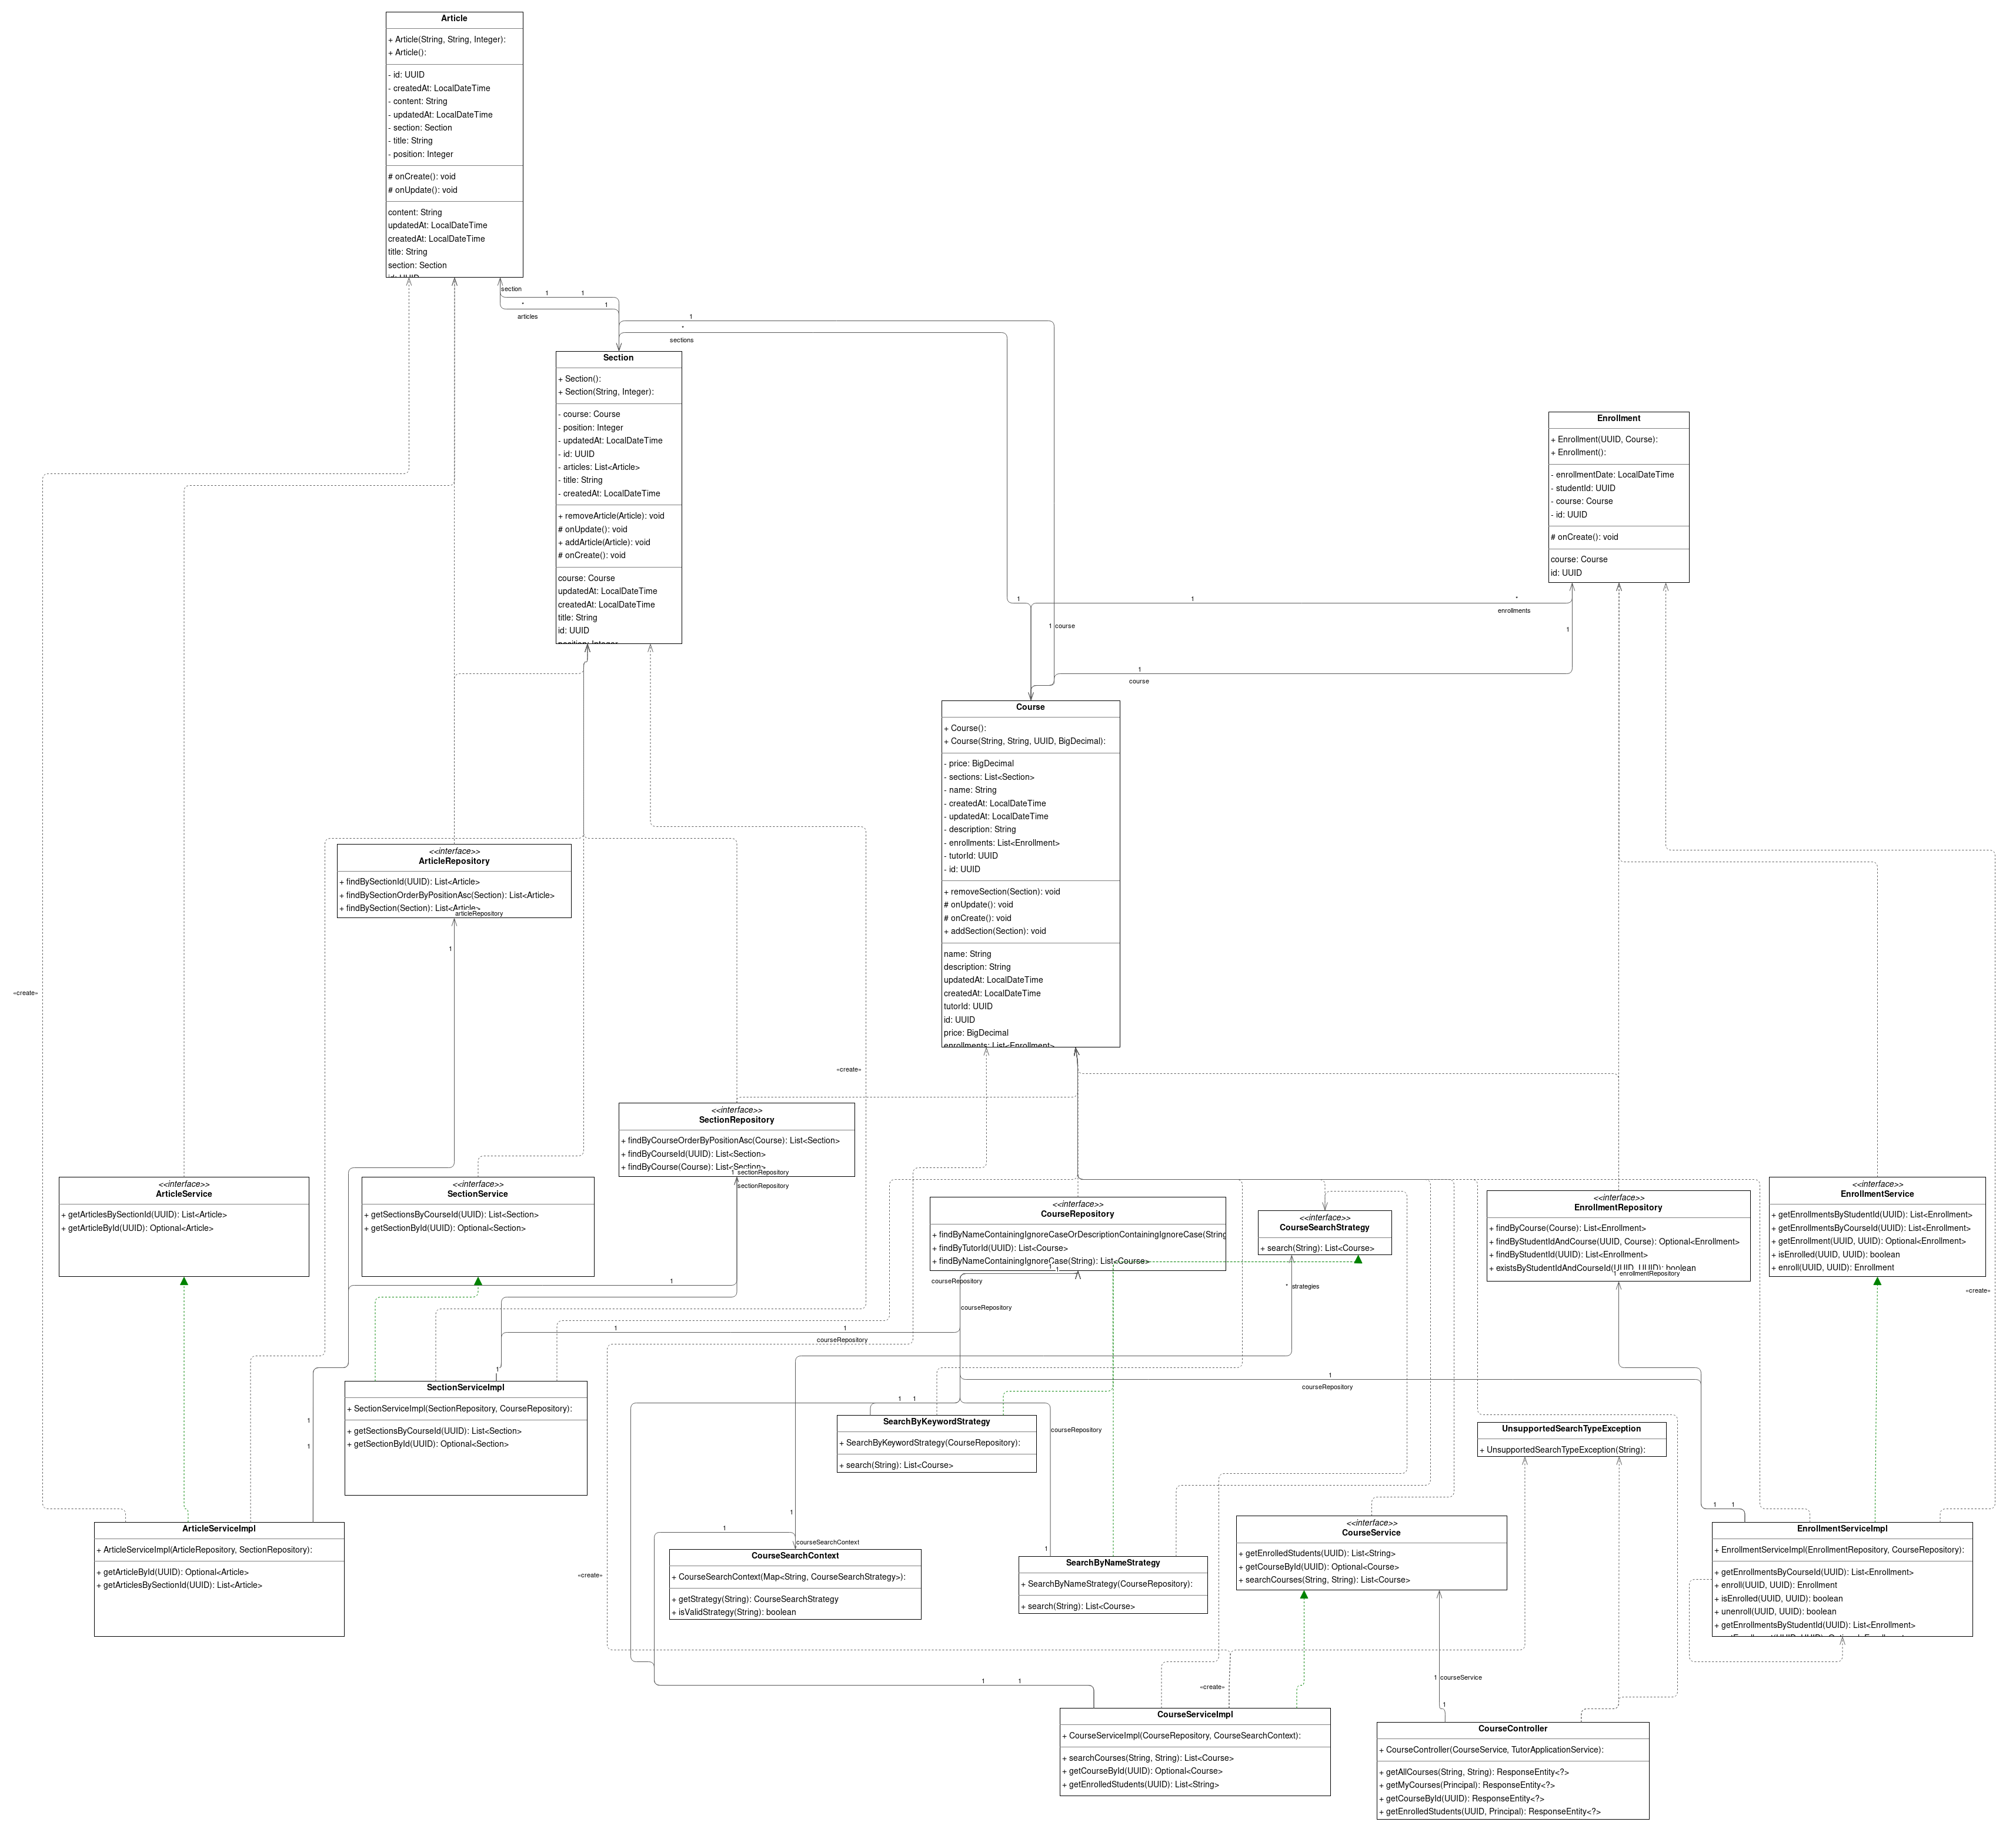 Article
+ Article(String, String, Integer):
+ Article():
- id: UUID
- createdAt: LocalDateTime
- content: String
- updatedAt: LocalDateTime
- section: Section
- title: String
- position: Integer
# onCreate(): void
# onUpdate(): void
content: String
updatedAt: LocalDateTime
createdAt: LocalDateTime
title: String
section: Section
id: UUID
section
1
1
*
1
articles
1
*
sections
Section
+ Section():
+ Section(String, Integer):
- course: Course
- position: Integer
- updatedAt: LocalDateTime
- id: UUID
- articles: List<Article>
- title: String
- createdAt: LocalDateTime
+ removeArticle(Article): void
# onUpdate(): void
+ addArticle(Article): void
# onCreate(): void
course: Course
updatedAt: LocalDateTime
createdAt: LocalDateTime
title: String
id: UUID
position: Integer
Enrollment
+ Enrollment(UUID, Course):
+ Enrollment():
- enrollmentDate: LocalDateTime
- studentId: UUID
- course: Course
- id: UUID
# onCreate(): void
course: Course
id: UUID
1
1
*
enrollments
1 course
1
1
course
Course
+ Course():
+ Course(String, String, UUID, BigDecimal):
- price: BigDecimal
- sections: List<Section>
- name: String
- createdAt: LocalDateTime
- updatedAt: LocalDateTime
- description: String
- enrollments: List<Enrollment>
- tutorId: UUID
- id: UUID
+ removeSection(Section): void
# onUpdate(): void
# onCreate(): void
+ addSection(Section): void
name: String
description: String
updatedAt: LocalDateTime
createdAt: LocalDateTime
tutorId: UUID
id: UUID
price: BigDecimal
enrollments: List<Enrollment>
<<interface>>
ArticleRepository
+ findBySectionId(UUID): List<Article>
+ findBySectionOrderByPositionAsc(Section): List<Article>
+ findBySection(Section): List<Article>
articleRepository
1
«create»
«create»
<<interface>>
SectionRepository
+ findByCourseOrderByPositionAsc(Course): List<Section>
+ findByCourseId(UUID): List<Section>
+ findByCourse(Course): List<Section>
1 sectionRepository
sectionRepository
<<interface>>
ArticleService
+ getArticlesBySectionId(UUID): List<Article>
+ getArticleById(UUID): Optional<Article>
<<interface>>
SectionService
+ getSectionsByCourseId(UUID): List<Section>
+ getSectionById(UUID): Optional<Section>
<<interface>>
CourseRepository
+ findByNameContainingIgnoreCaseOrDescriptionContainingIgnoreCase(String
+ findByTutorId(UUID): List<Course>
+ findByNameContainingIgnoreCase(String): List<Course>
1 1
courseRepository
courseRepository
<<interface>>
CourseSearchStrategy
+ search(String): List<Course>
* strategies
<<interface>>
EnrollmentRepository
+ findByCourse(Course): List<Enrollment>
+ findByStudentIdAndCourse(UUID, Course): Optional<Enrollment>
+ findByStudentId(UUID): List<Enrollment>
+ existsByStudentIdAndCourseId(UUID, UUID): boolean
1 enrollmentRepository
<<interface>>
EnrollmentService
+ getEnrollmentsByStudentId(UUID): List<Enrollment>
+ getEnrollmentsByCourseId(UUID): List<Enrollment>
+ getEnrollment(UUID, UUID): Optional<Enrollment>
+ isEnrolled(UUID, UUID): boolean
+ enroll(UUID, UUID): Enrollment
«create»
1
1
1
courseRepository
1
1
courseRepository
1
1
SectionServiceImpl
+ SectionServiceImpl(SectionRepository, CourseRepository):
+ getSectionsByCourseId(UUID): List<Section>
+ getSectionById(UUID): Optional<Section>
1
1
SearchByKeywordStrategy
+ SearchByKeywordStrategy(CourseRepository):
+ search(String): List<Course>
courseRepository
UnsupportedSearchTypeException
+ UnsupportedSearchTypeException(String):
ArticleServiceImpl
+ ArticleServiceImpl(ArticleRepository, SectionRepository):
+ getArticleById(UUID): Optional<Article>
+ getArticlesBySectionId(UUID): List<Article>
1
1
courseSearchContext
CourseSearchContext
+ CourseSearchContext(Map<String, CourseSearchStrategy>):
+ getStrategy(String): CourseSearchStrategy
+ isValidStrategy(String): boolean
«create»
1
SearchByNameStrategy
+ SearchByNameStrategy(CourseRepository):
+ search(String): List<Course>
<<interface>>
CourseService
+ getEnrolledStudents(UUID): List<String>
+ getCourseById(UUID): Optional<Course>
+ searchCourses(String, String): List<Course>
1
1
EnrollmentServiceImpl
+ EnrollmentServiceImpl(EnrollmentRepository, CourseRepository):
+ getEnrollmentsByCourseId(UUID): List<Enrollment>
+ enroll(UUID, UUID): Enrollment
+ isEnrolled(UUID, UUID): boolean
+ unenroll(UUID, UUID): boolean
+ getEnrollmentsByStudentId(UUID): List<Enrollment>
1
1
«create»
1 courseService
1
CourseServiceImpl
+ CourseServiceImpl(CourseRepository, CourseSearchContext):
+ searchCourses(String, String): List<Course>
+ getCourseById(UUID): Optional<Course>
+ getEnrolledStudents(UUID): List<String>
CourseController
+ CourseController(CourseService, TutorApplicationService):
+ getAllCourses(String, String): ResponseEntity<?>
+ getMyCourses(Principal): ResponseEntity<?>
+ getCourseById(UUID): ResponseEntity<?>
+ getEnrolledStudents(UUID, Principal): ResponseEntity<?>